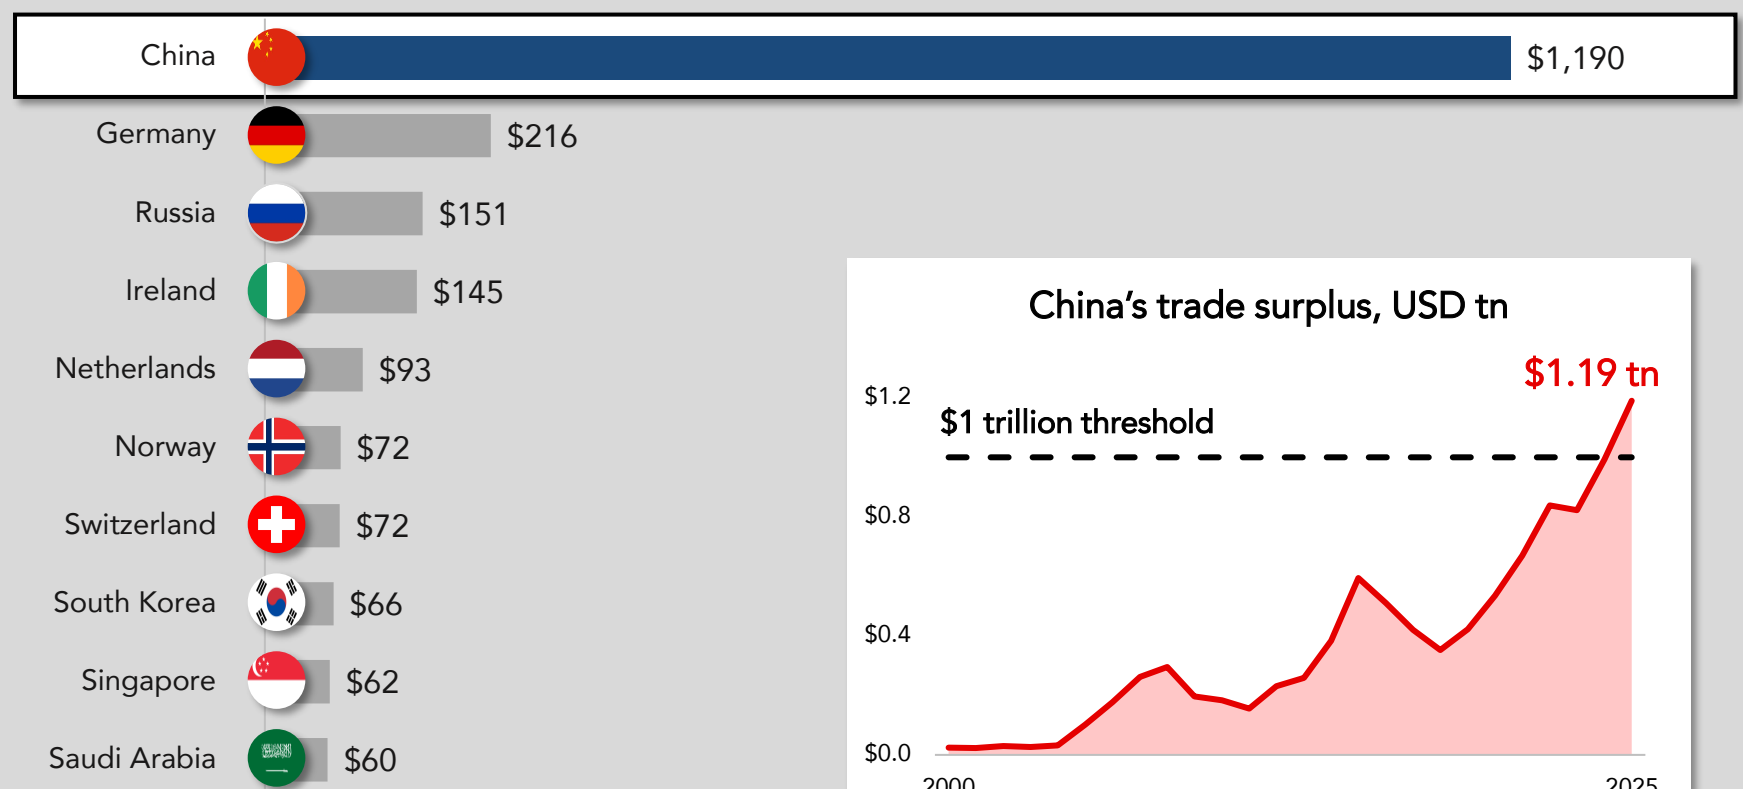 China $1,190
Germany $216
Russia $151
Ireland $145
Netherlands $93
Norway $72
Switzerland $72
South Korea $66
Singapore $62
Saudi Arabia $60
China’s trade surplus, USD tn
$1.19 tn
$1.2
$1 trillion threshold
$0.8
$0.4
$0.0
2000 2025